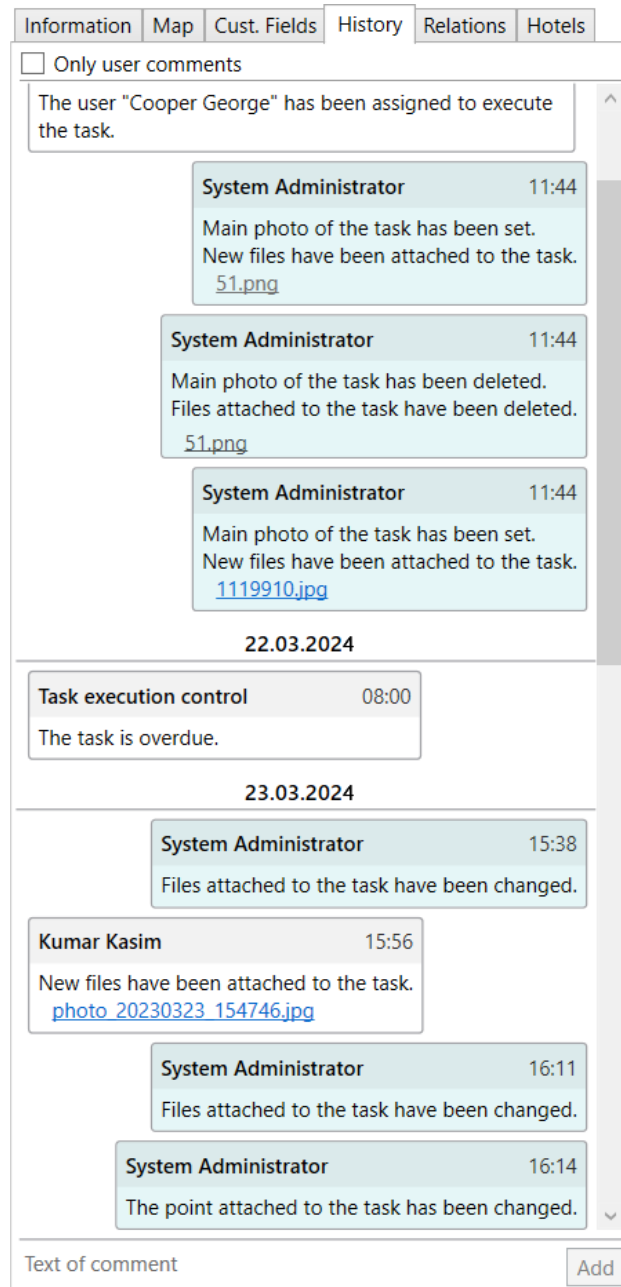 Information Map Cust. Fields History Relations Hotels
Only user comments
The user "Cooper George" has been assigned to execute
the task.
System Administrator 11:44
Main photo of the task has been set.
New files have been attached to the task.
51.png
System Administrator 11:44
Main photo of the task has been deleted.
Files attached to the task have been deleted.
51.png
System Administrator 11:44
Main photo of the task has been set.
New files have been attached to the task.
1119910.jpg
22.03.2024
Task execution control 08:00
The task is overdue.
23.03.2024
System Administrator 15:38
Files attached to the task have been changed.
Kumar Kasim 15:56
New files have been attached to the task.
photo_20230323_154746.jpg
System Administrator 16:11
Files attached to the task have been changed.
System Administrator 16:14
The point attached to the task has been changed.
Text of comment Add